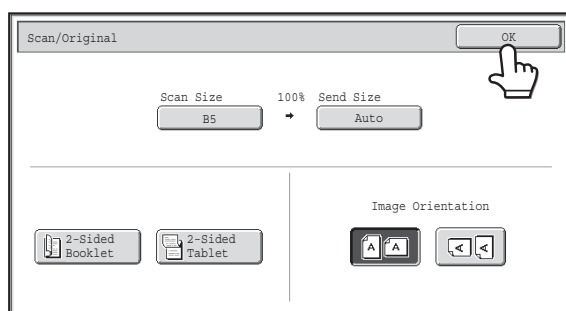 Scan/Original
OK
Scan Size 100% Send Size
B5 Auto
Image Orientation
2-Sided
Booklet
2-Sided
Tablet
A A A A